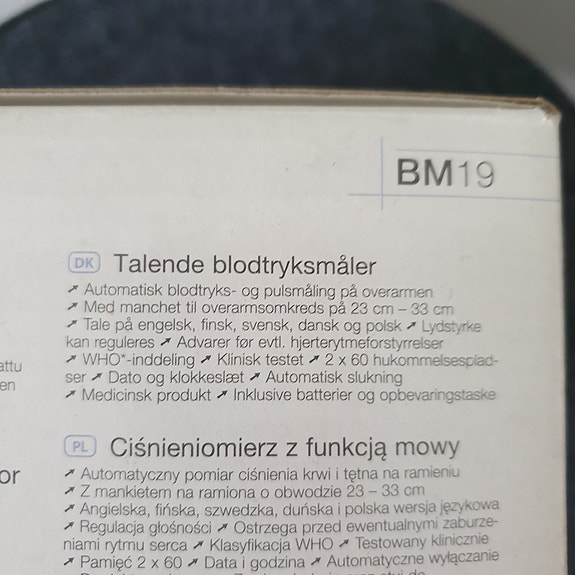 BM19
DK Talende blodtryksmåler
↗ Automatisk blodtryks- og pulsmåling på overarmen
↗ Med manchet til overarmsomkreds på 23 cm – 33 cm
↗ Tale på engelsk, finsk, svensk, dansk og polsk ↗ Lydstyrke
kan reguleres ↗ Advarer før evtl. hjerterytmeforstyrrelser
↗ WHO*-inddeling ↗ Klinisk testet ↗ 2 x 60 hukommelsesplad-
ser ↗ Dato og klokkeslæt ↗ Automatisk slukning
↗ Medicinsk produkt ↗ Inklusive batterier og opbevaringstaske
attu
en
PL Ciśnieniomierz z funkcją mowy
↗ Automatyczny pomiar ciśnienia krwi i tętna na ramieniu
↗ Z mankietem na ramiona o obwodzie 23 – 33 cm
↗ Angielska, fińska, szwedzka, duńska i polska wersja językowa
↗ Regulacja głośności ↗ Ostrzega przed ewentualnymi zaburze-
niami rytmu serca ↗ Klasyfikacja WHO ↗ Testowany klinicznie
↗ Pamięć 2 x 60 ↗ Data i godzina ↗ Automatyczne wyłączanie
or